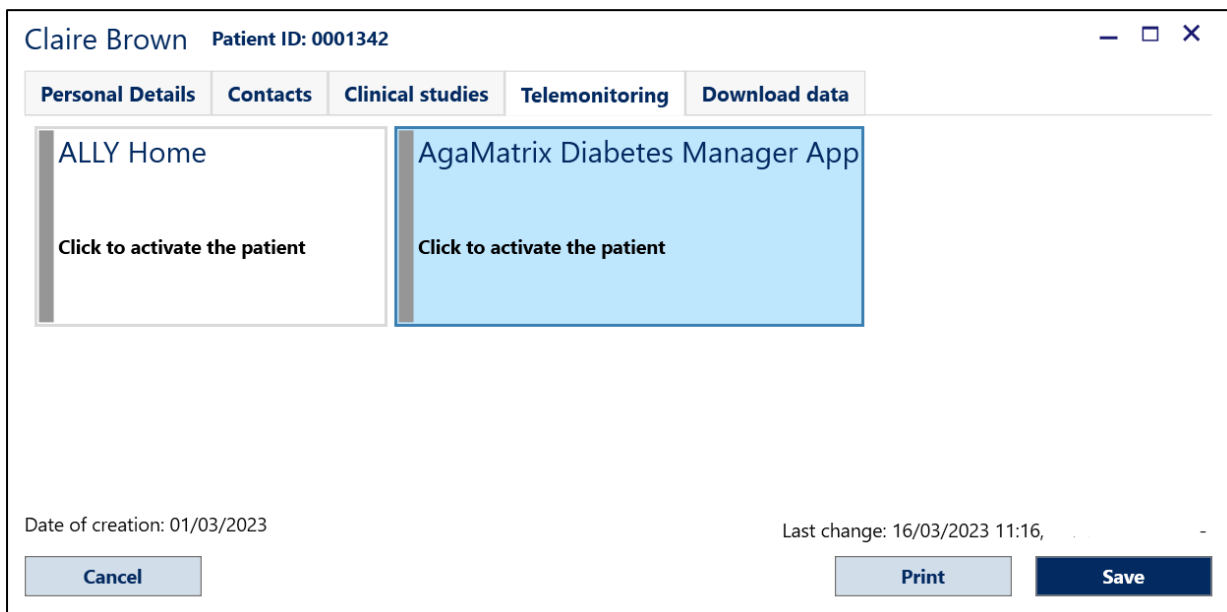 Claire Brown Patient ID: 0001342
Personal Details Contacts Clinical studies Telemonitoring Download data
ALLY Home AgaMatrix Diabetes Manager App
Click to activate the patient Click to activate the patient
Date of creation: 01/03/2023 Last change: 16/03/2023 11:16, -
Cancel Print Save